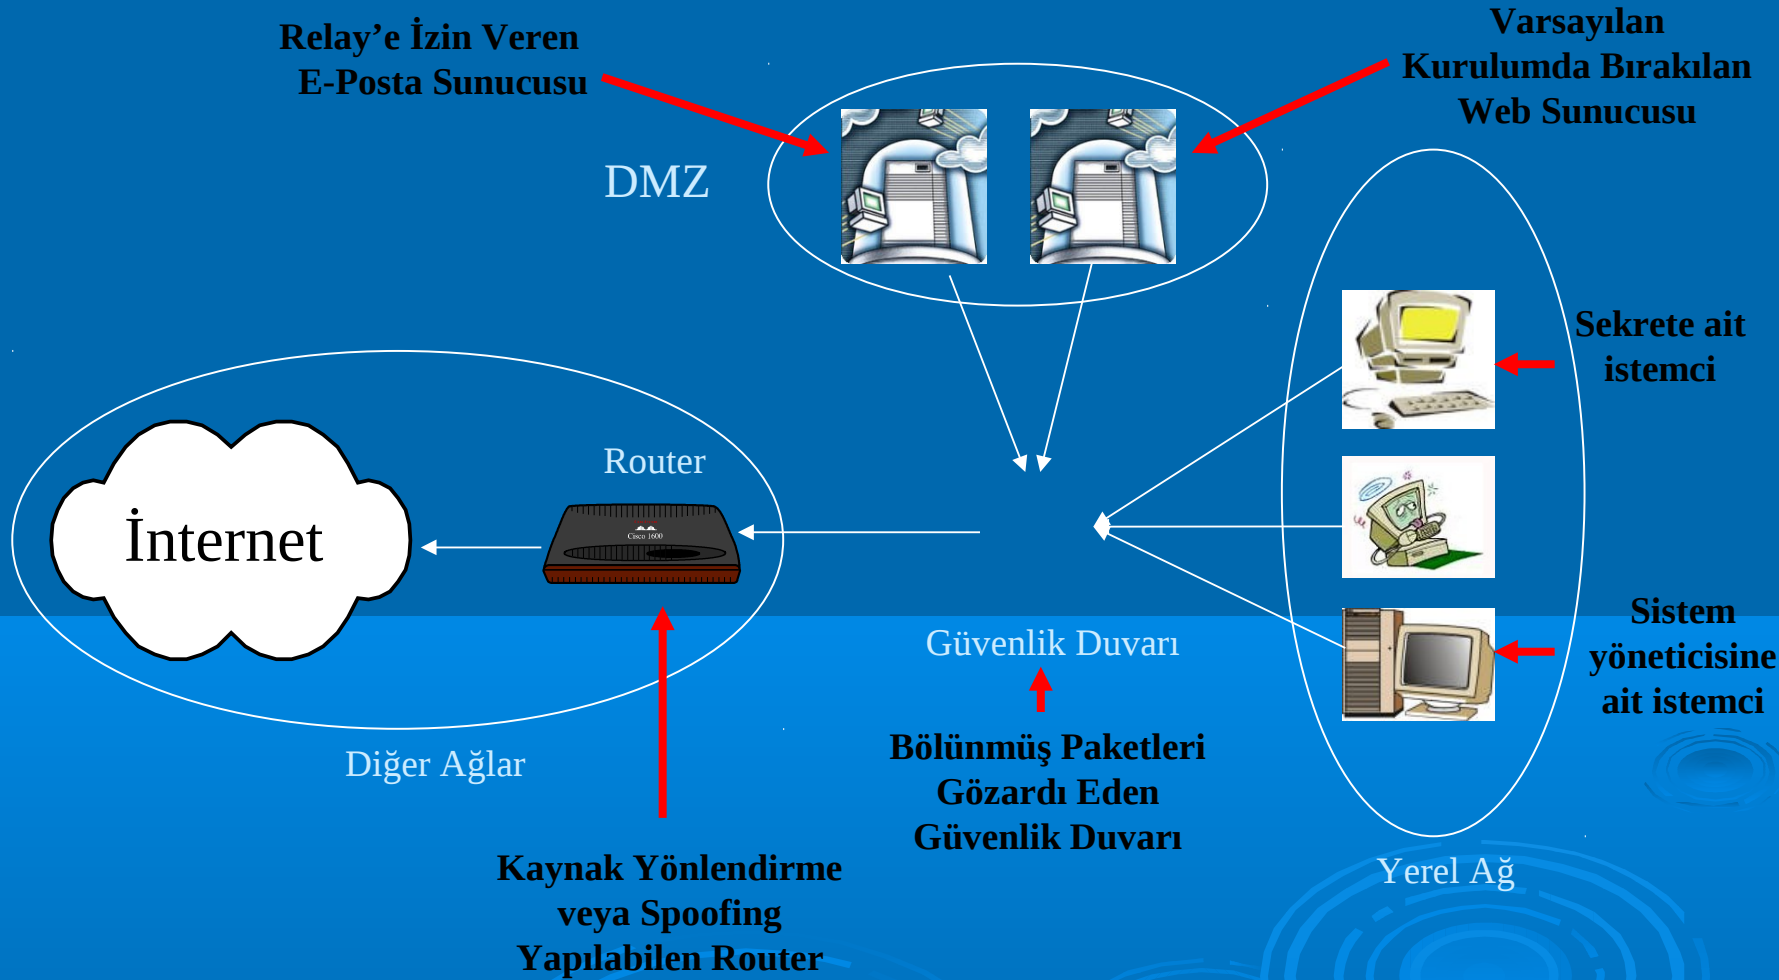 Relay’e İzin Veren
E-Posta Sunucusu
Varsayılan
Kurulumda Bırakılan
Web Sunucusu
DMZ
Sekrete ait
istemci
Router
Cisco 1600
İnternet
Sistem
yöneticisine
ait istemci
Güvenlik Duvarı
Diğer Ağlar
Bölünmüş Paketleri
Gözardı Eden
Güvenlik Duvarı
Yerel Ağ
Kaynak Yönlendirme
veya Spoofing
Yapılabilen Router